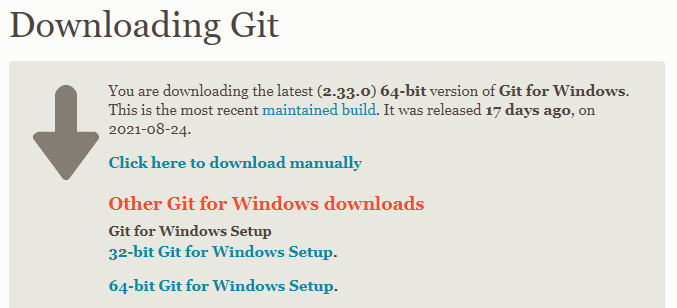 Downloading Git
You are downloading the latest (2.33.0) 64-bit version of Git for Windows.
This is the most recent maintained build. It was released 17 days ago, on
2021-08-24.
Click here to download manually
Other Git for Windows downloads
Git for Windows Setup
32-bit Git for Windows Setup.
64-bit Git for Windows Setup.